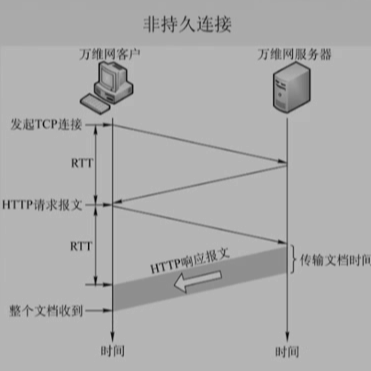 非持久连接
万维网客户
万维网服务器
发起TCP连接
RTT
HTTP请求报文
RTT
HTTP响应报文
传输文档时间
整个文档收到
时间
时间